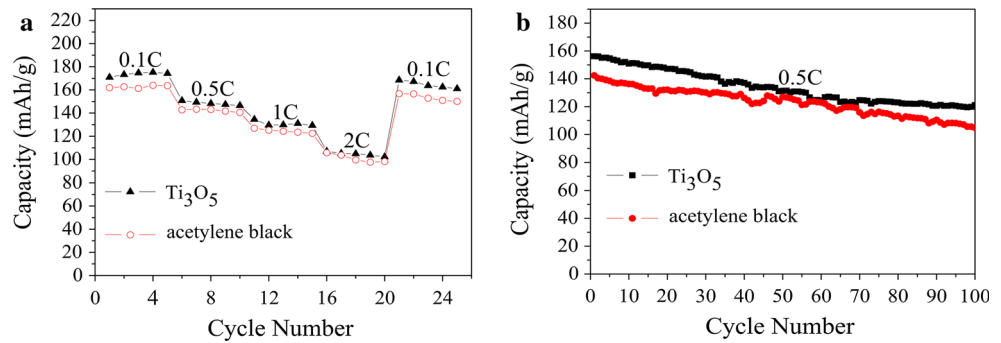 a
220
200
180
160
140
120
100
80
60
40
20
0
Capacity (mAh/g)
0.1C
0.5C
1C
2C
0.1C
Ti₃O₅
acetylene black
0 4 8 12 16 20 24
Cycle Number
b
180
160
140
120
100
80
60
40
20
0
Capacity (mAh/g)
0.5C
Ti₃O₅
acetylene black
0 10 20 30 40 50 60 70 80 90 100
Cycle Number